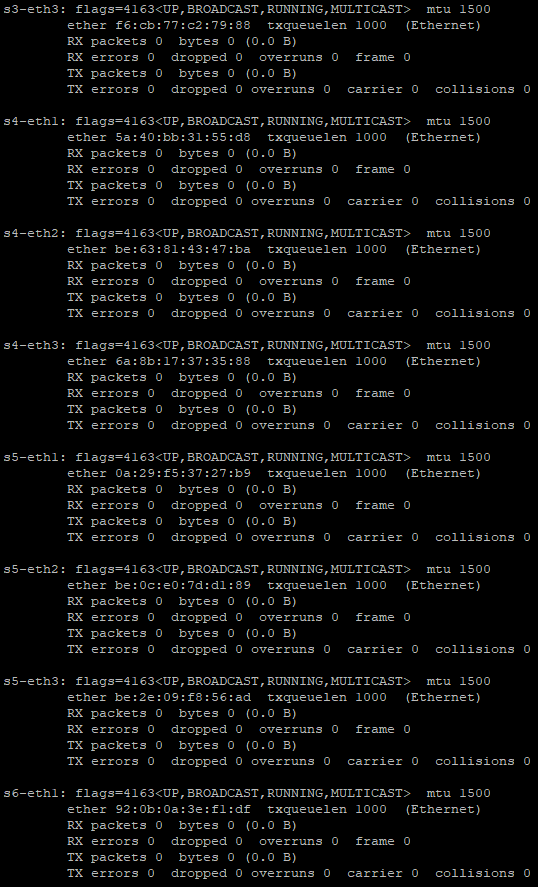 s3-eth3: flags=4163<UP,BROADCAST,RUNNING,MULTICAST>  mtu 1500
        ether f6:cb:77:c2:79:88  txqueuelen 1000  (Ethernet)
        RX packets 0  bytes 0 (0.0 B)
        RX errors 0  dropped 0  overruns 0  frame 0
        TX packets 0  bytes 0 (0.0 B)
        TX errors 0  dropped 0 overruns 0  carrier 0  collisions 0

s4-eth1: flags=4163<UP,BROADCAST,RUNNING,MULTICAST>  mtu 1500
        ether 5a:40:bb:31:55:d8  txqueuelen 1000  (Ethernet)
        RX packets 0  bytes 0 (0.0 B)
        RX errors 0  dropped 0  overruns 0  frame 0
        TX packets 0  bytes 0 (0.0 B)
        TX errors 0  dropped 0 overruns 0  carrier 0  collisions 0

s4-eth2: flags=4163<UP,BROADCAST,RUNNING,MULTICAST>  mtu 1500
        ether be:63:81:43:47:ba  txqueuelen 1000  (Ethernet)
        RX packets 0  bytes 0 (0.0 B)
        RX errors 0  dropped 0  overruns 0  frame 0
        TX packets 0  bytes 0 (0.0 B)
        TX errors 0  dropped 0 overruns 0  carrier 0  collisions 0

s4-eth3: flags=4163<UP,BROADCAST,RUNNING,MULTICAST>  mtu 1500
        ether 6a:8b:17:37:35:88  txqueuelen 1000  (Ethernet)
        RX packets 0  bytes 0 (0.0 B)
        RX errors 0  dropped 0  overruns 0  frame 0
        TX packets 0  bytes 0 (0.0 B)
        TX errors 0  dropped 0 overruns 0  carrier 0  collisions 0

s5-eth1: flags=4163<UP,BROADCAST,RUNNING,MULTICAST>  mtu 1500
        ether 0a:29:f5:37:27:b9  txqueuelen 1000  (Ethernet)
        RX packets 0  bytes 0 (0.0 B)
        RX errors 0  dropped 0  overruns 0  frame 0
        TX packets 0  bytes 0 (0.0 B)
        TX errors 0  dropped 0 overruns 0  carrier 0  collisions 0

s5-eth2: flags=4163<UP,BROADCAST,RUNNING,MULTICAST>  mtu 1500
        ether be:0c:e0:7d:d1:89  txqueuelen 1000  (Ethernet)
        RX packets 0  bytes 0 (0.0 B)
        RX errors 0  dropped 0  overruns 0  frame 0
        TX packets 0  bytes 0 (0.0 B)
        TX errors 0  dropped 0 overruns 0  carrier 0  collisions 0

s5-eth3: flags=4163<UP,BROADCAST,RUNNING,MULTICAST>  mtu 1500
        ether be:2e:09:f8:56:ad  txqueuelen 1000  (Ethernet)
        RX packets 0  bytes 0 (0.0 B)
        RX errors 0  dropped 0  overruns 0  frame 0
        TX packets 0  bytes 0 (0.0 B)
        TX errors 0  dropped 0 overruns 0  carrier 0  collisions 0

s6-eth1: flags=4163<UP,BROADCAST,RUNNING,MULTICAST>  mtu 1500
        ether 92:0b:0a:3e:f1:df  txqueuelen 1000  (Ethernet)
        RX packets 0  bytes 0 (0.0 B)
        RX errors 0  dropped 0  overruns 0  frame 0
        TX packets 0  bytes 0 (0.0 B)
        TX errors 0  dropped 0 overruns 0  carrier 0  collisions 0